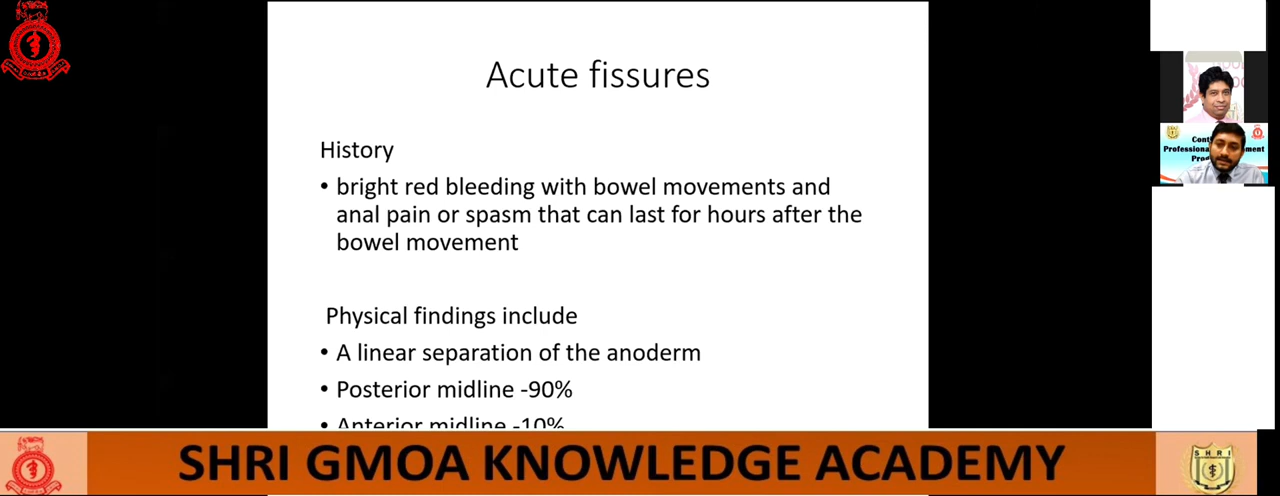 Acute fissures
History
• bright red bleeding with bowel movements and
anal pain or spasm that can last for hours after the
bowel movement
Physical findings include
• A linear separation of the anoderm
• Posterior midline -90%
• Anterior midline -10%
Professional
SHRI GMOA KNOWLEDGE ACADEMY
SHRI